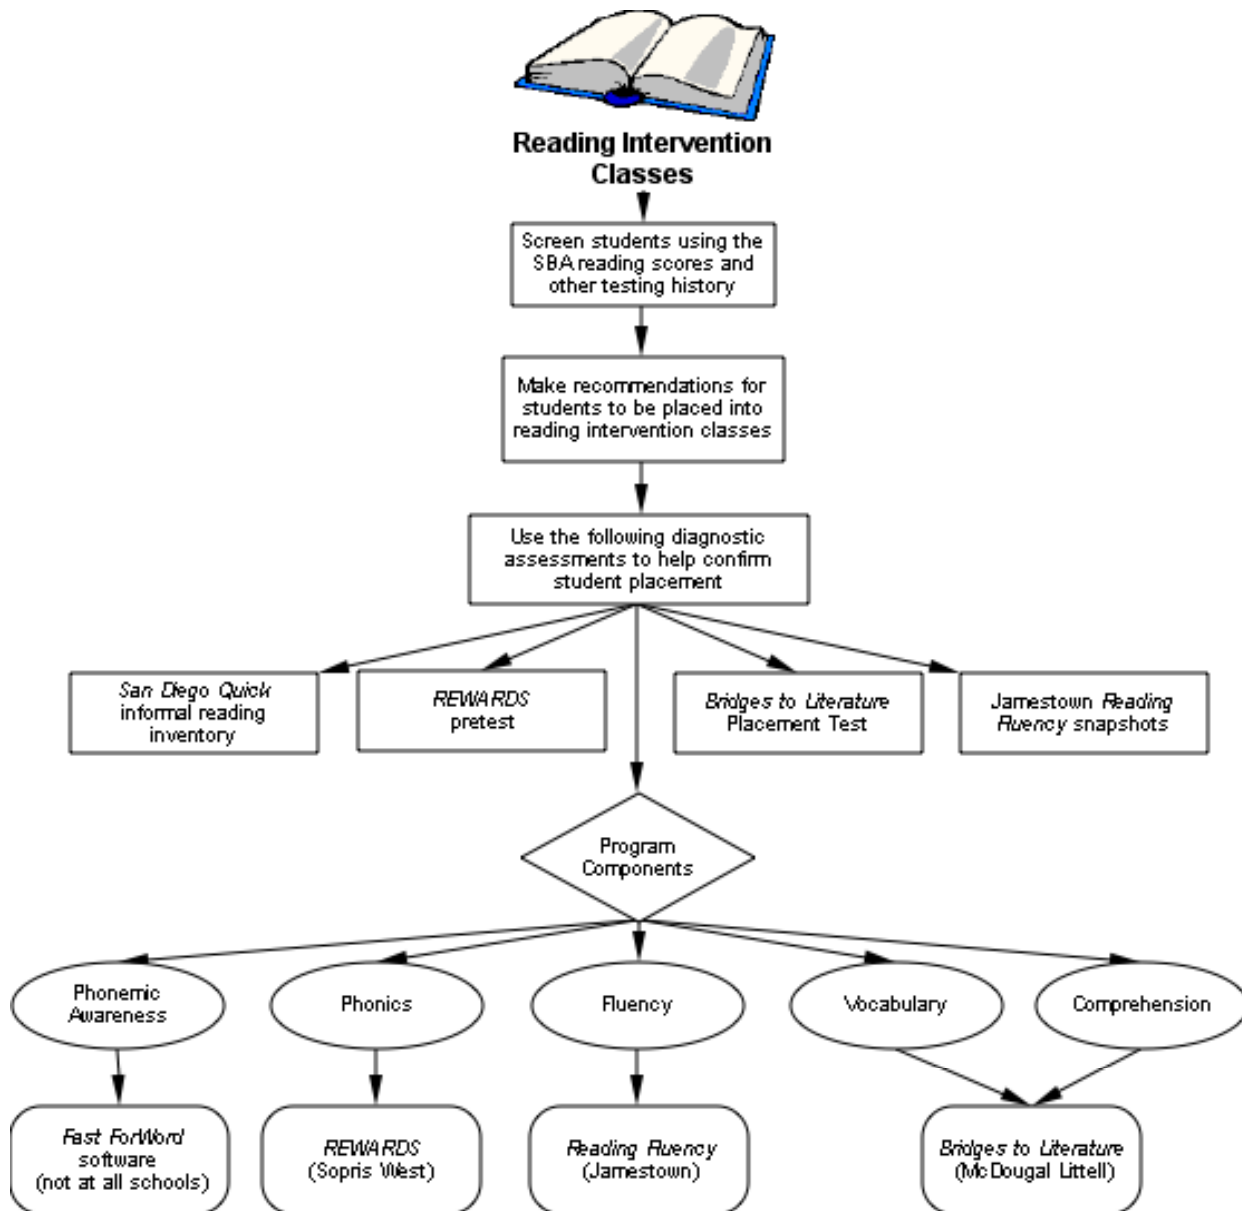 Reading Intervention
Classes
Screen students using the
SBA reading scores and
other testing history
Make recommendations for
students to be placed into
reading intervention classes
Use the following diagnostic
assessments to help confirm
student placement
San Diego Quick
informal reading
inventory
REWARDS
pretest
Bridges to Literature
Placement Test
Jamestown Reading
Fluency snapshots
Program
Components
Phonemic
Awareness
Phonics
Fluency
Vocabulary
Comprehension
Fast ForWord
software
(not at all schools)
REWARDS
(Sopris West)
Reading Fluency
(Jamestown)
Bridges to Literature
(McDougal Littell)